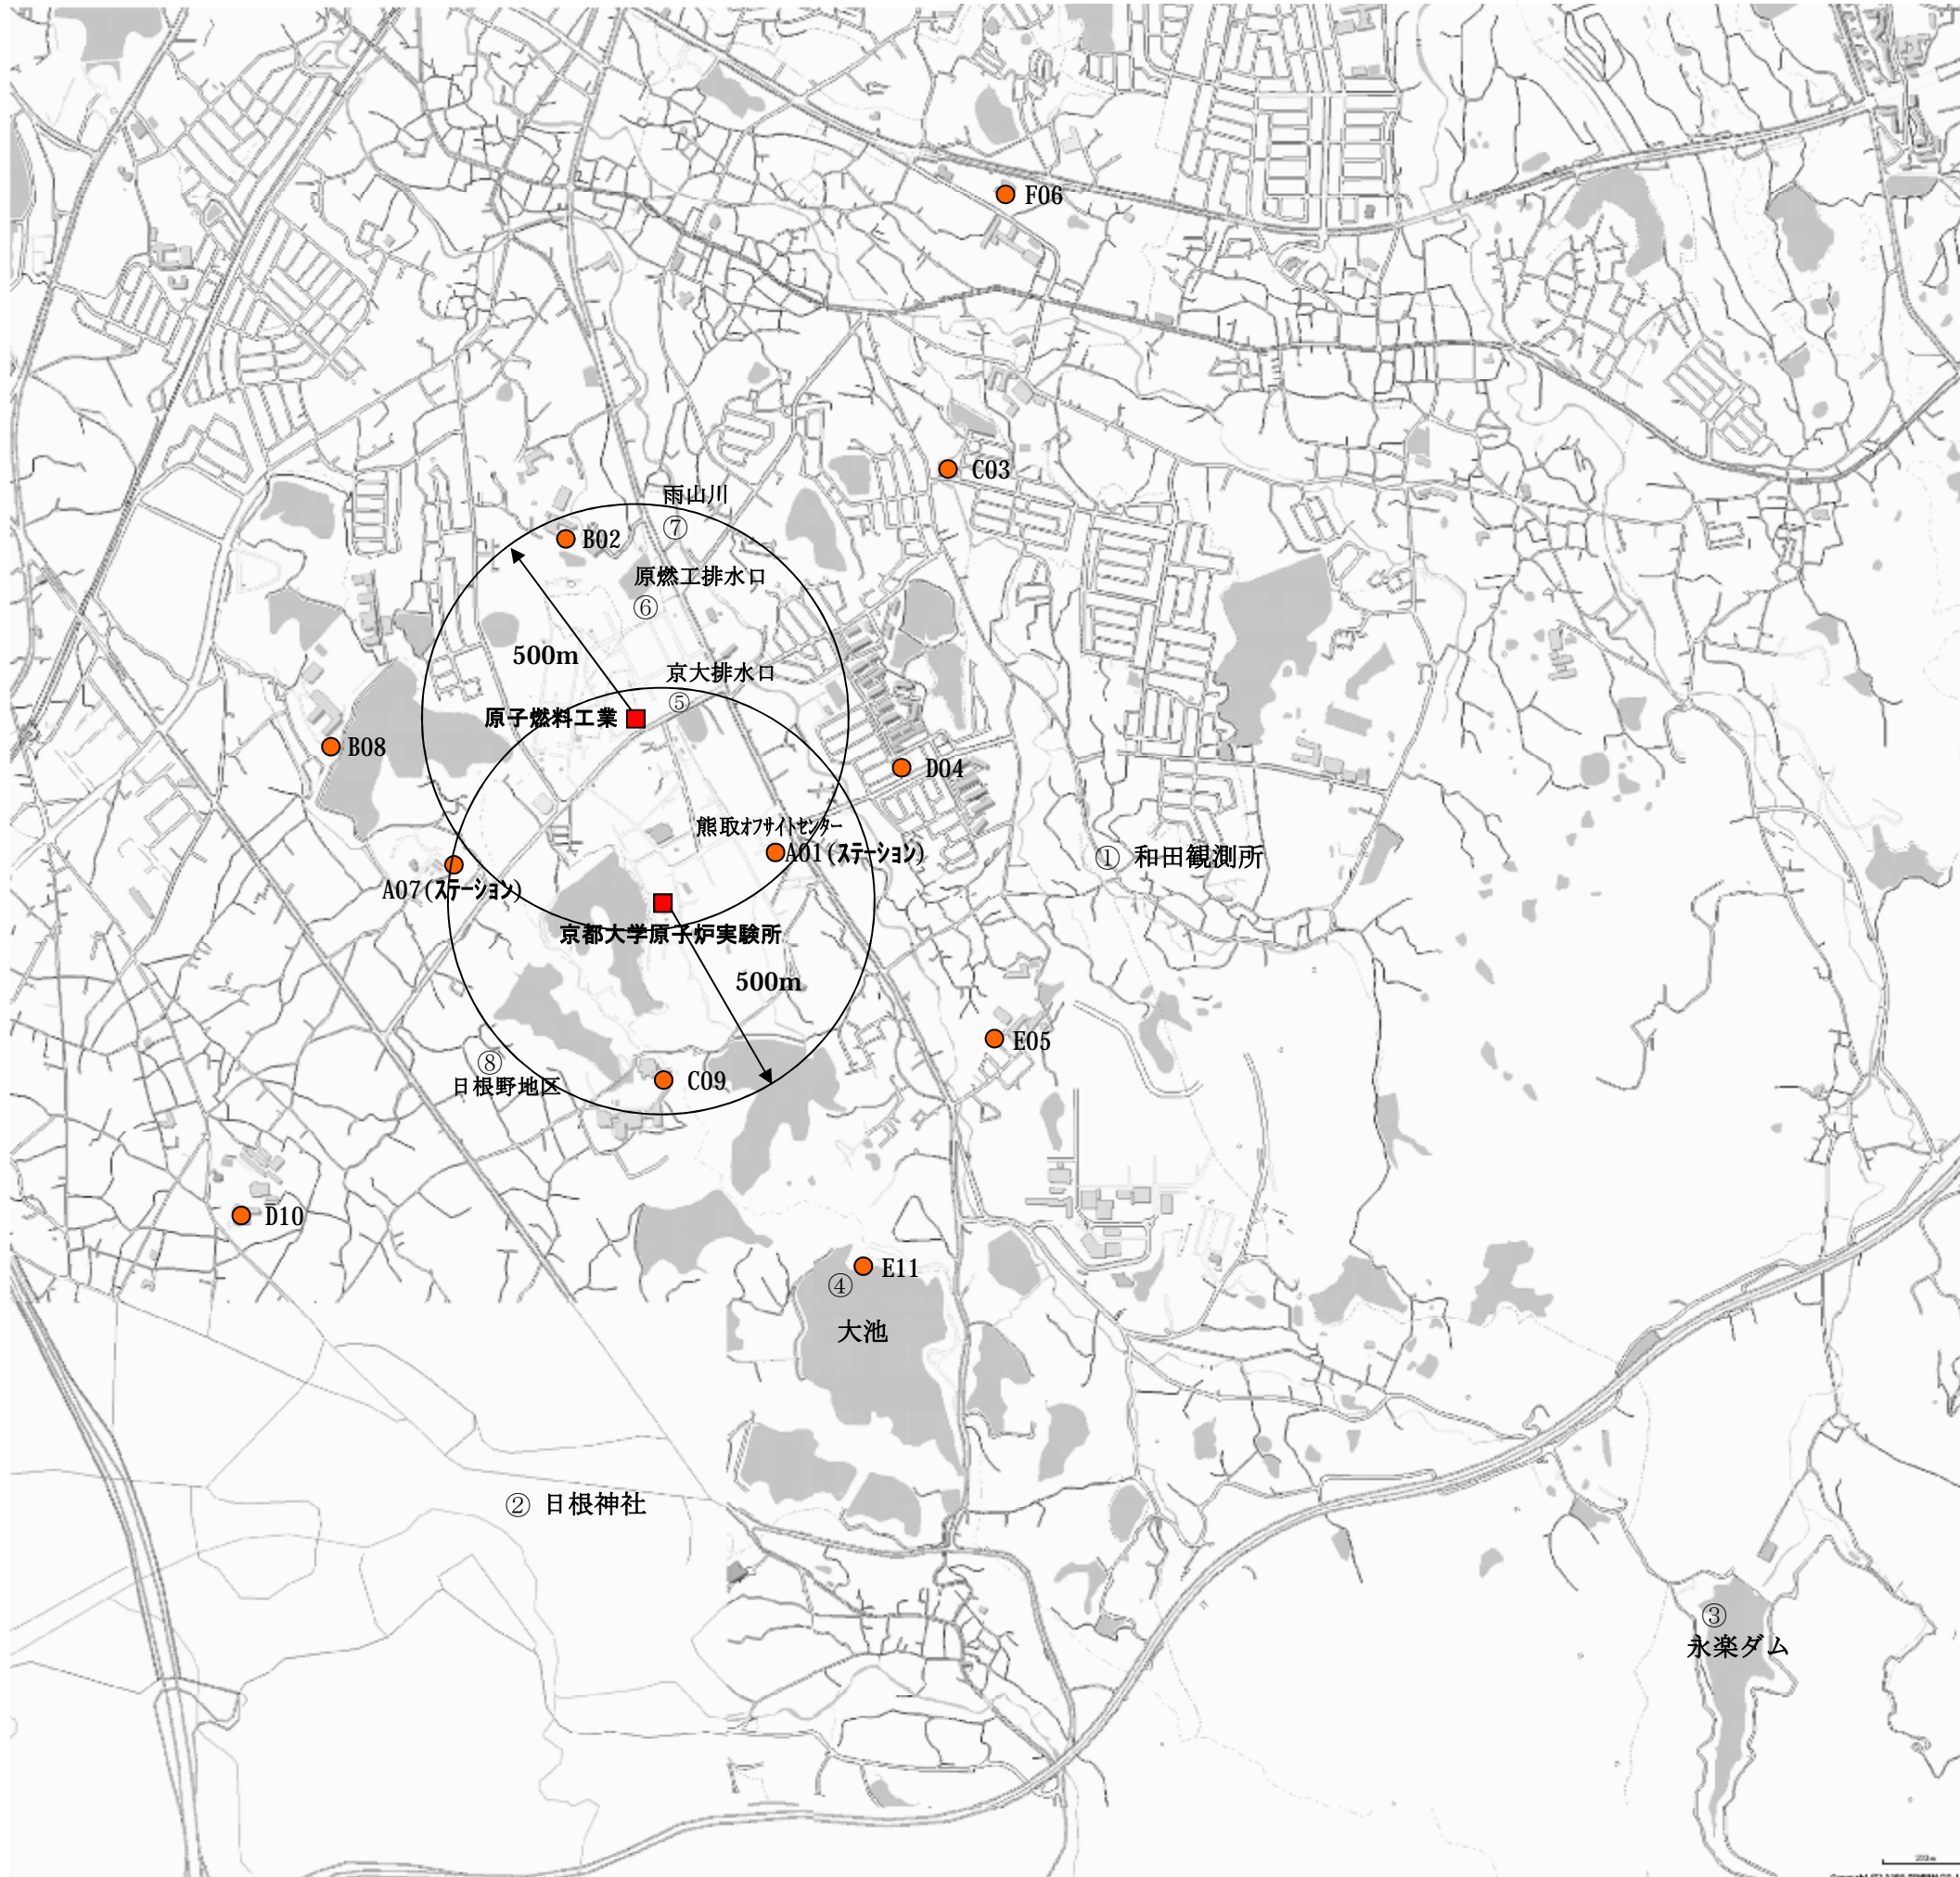 F06
C03
雨山川
⑦
B02
原燃工排水口
⑥
500m
京大排水口
⑤
原子燃料工業
B08
D04
熊取オフサイトセンター
A01(ステーション)
① 和田観測所
A07(ステーション)
京都大学原子炉実験所
500m
E05
⑧
日根野地区
C09
D10
E11
④
大池
② 日根神社
③
永楽ダム